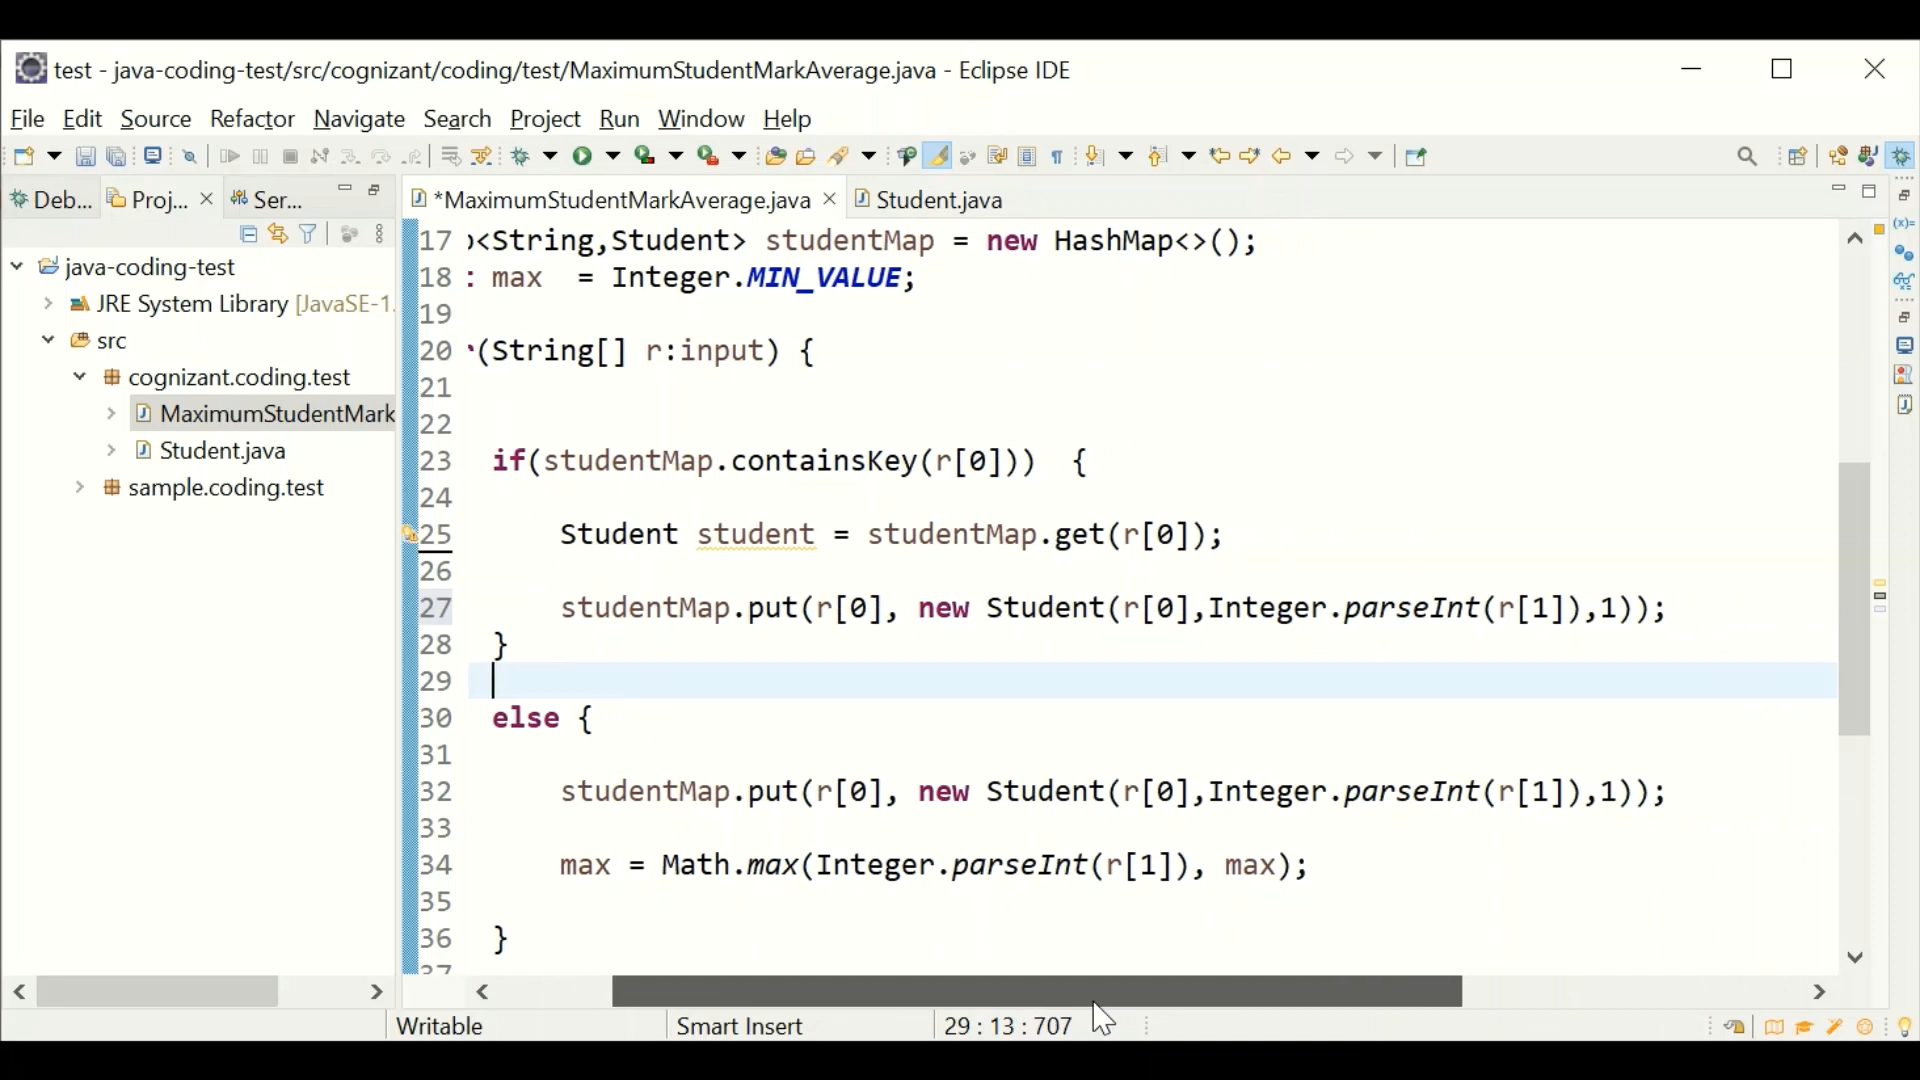 test - java-coding-test/src/cognizant/coding/test/MaximumStudentMarkAverage.java - Eclipse IDE
File Edit Source Refactor Navigate Search Project Run Window Help
Deb... Proj... Ser...
*MaximumStudentMarkAverage.java Student.java
java-coding-test
JRE System Library [JavaSE-1.
src
cognizant.coding.test
MaximumStudentMark
Student.java
sample.coding.test
17 <String,Student> studentMap = new HashMap<>();
18 : max = Integer.MIN_VALUE;
19
20 (String[] r:input) {
21
22
23 if(studentMap.containsKey(r[0])) {
24
25 Student student = studentMap.get(r[0]);
26
27 studentMap.put(r[0], new Student(r[0],Integer.parseInt(r[1]),1));
28 }
29
30 else {
31
32 studentMap.put(r[0], new Student(r[0],Integer.parseInt(r[1]),1));
33
34 max = Math.max(Integer.parseInt(r[1]), max);
35
36 }
37
Writable Smart Insert 29 : 13 : 707